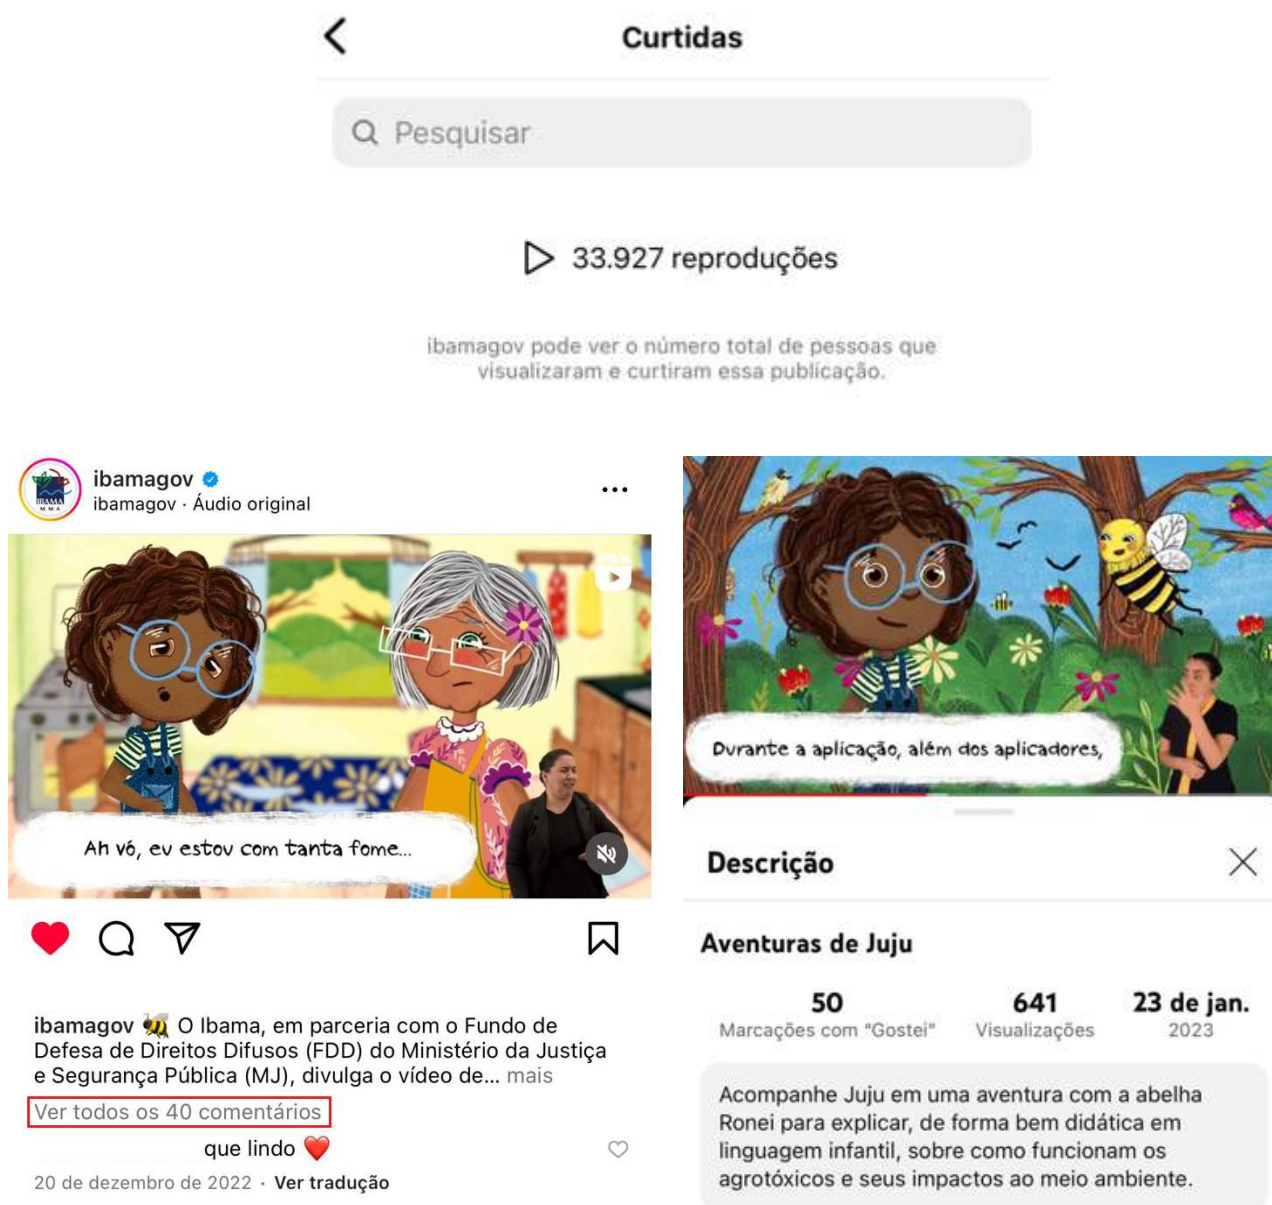 Curtidas
Pesquisar
33.927 reproduções
ibamagov pode ver o número total de pessoas que
visualizaram e curtiram essa publicação.
ibamagov
ibamagov · Áudio original
IBAMA
M M A
Ah vó, eu estou com tanta fome...
ibamagov 🐝 O Ibama, em parceria com o Fundo de
Defesa de Direitos Difusos (FDD) do Ministério da Justiça
e Segurança Pública (MJ), divulga o vídeo de... mais
Ver todos os 40 comentários
que lindo ❤️
20 de dezembro de 2022 · Ver tradução
Durante a aplicação, além dos aplicadores,
Descrição
Aventuras de Juju
50 641 23 de jan.
Marcações com “Gostei” Visualizações 2023
Acompanhe Juju em uma aventura com a abelha
Ronei para explicar, de forma bem didática em
linguagem infantil, sobre como funcionam os
agrotóxicos e seus impactos ao meio ambiente.